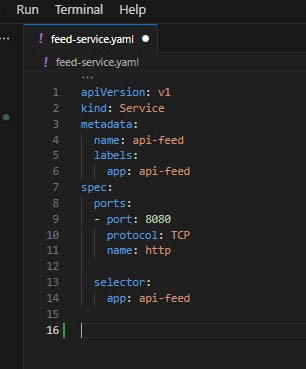 Run Terminal Help
... ! feed-service.yaml
! feed-service.yaml
...
1 apiVersion: v1
2 kind: Service
3 metadata:
4   name: api-feed
5   labels:
6     app: api-feed
7 spec:
8   ports:
9   - port: 8080
10     protocol: TCP
11     name: http
12
13   selector:
14     app: api-feed
15
16